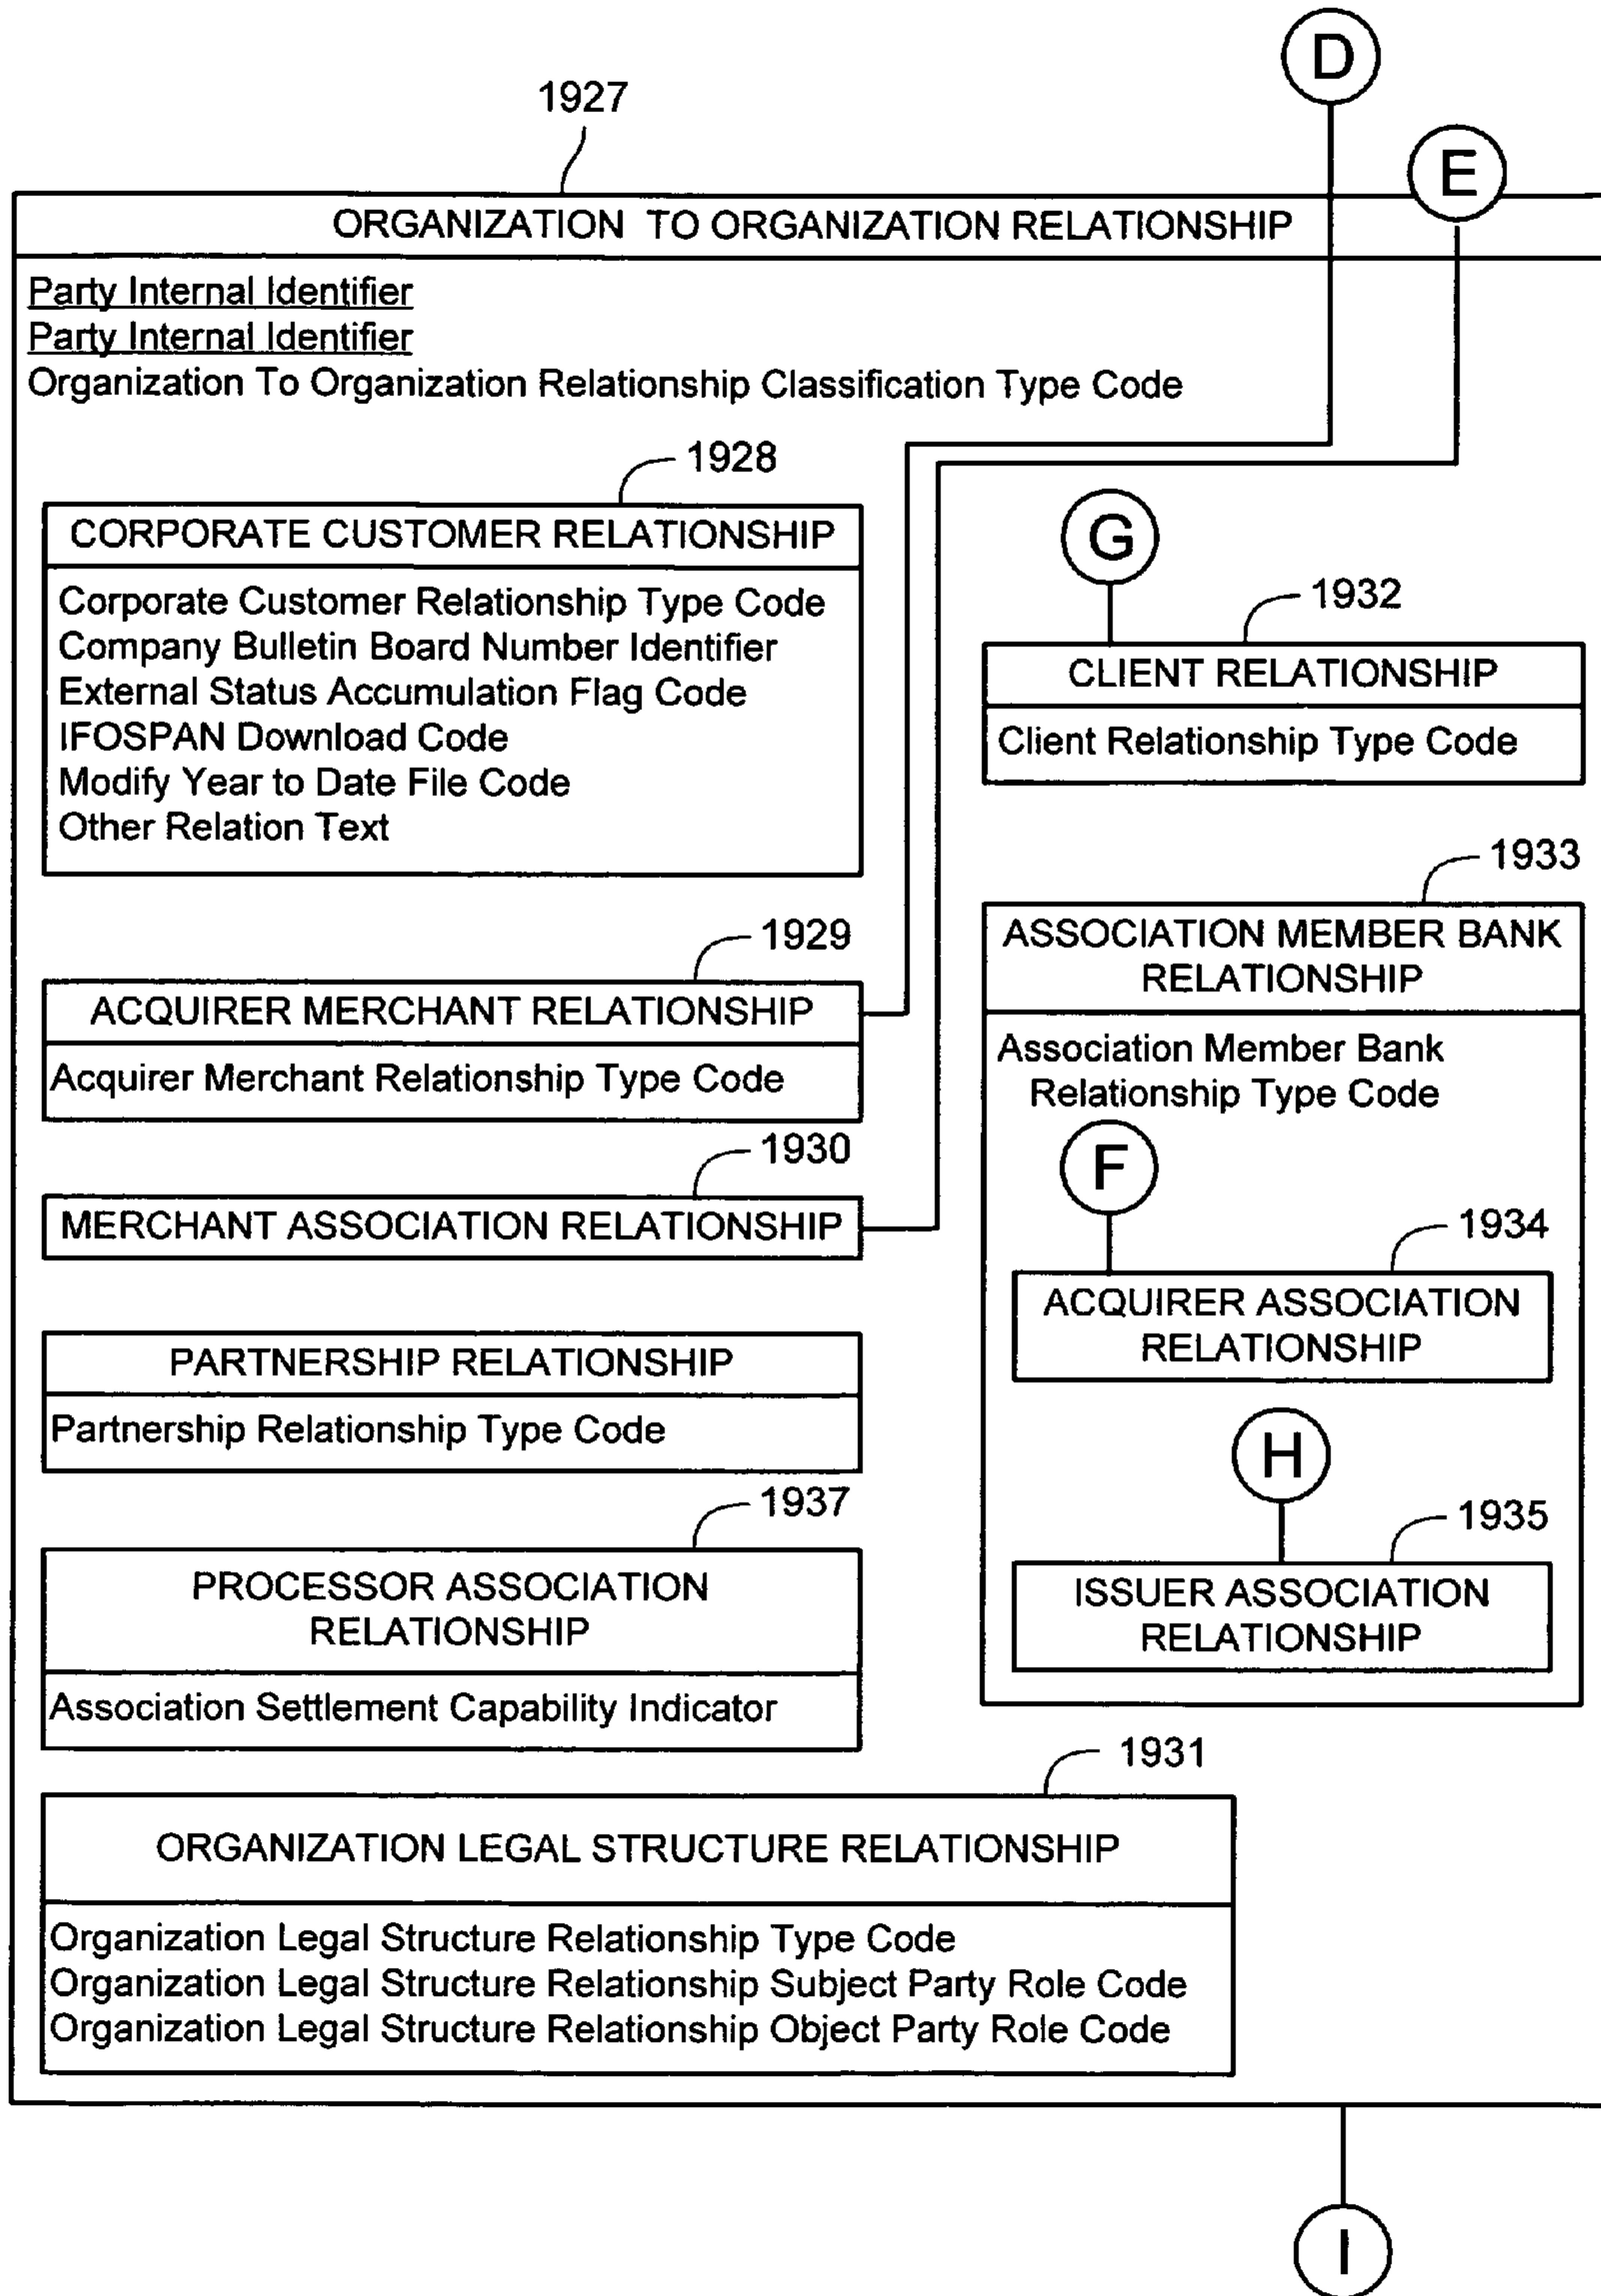 D
1927
E
ORGANIZATION TO ORGANIZATION RELATIONSHIP
Party Internal Identifier
Party Internal Identifier
Organization To Organization Relationship Classification Type Code
1928
CORPORATE CUSTOMER RELATIONSHIP
Corporate Customer Relationship Type Code
Company Bulletin Board Number Identifier
External Status Accumulation Flag Code
IFOSPAN Download Code
Modify Year to Date File Code
Other Relation Text
G
1932
CLIENT RELATIONSHIP
Client Relationship Type Code
1929
ACQUIRER MERCHANT RELATIONSHIP
Acquirer Merchant Relationship Type Code
1930
MERCHANT ASSOCIATION RELATIONSHIP
PARTNERSHIP RELATIONSHIP
Partnership Relationship Type Code
1937
PROCESSOR ASSOCIATION
RELATIONSHIP
Association Settlement Capability Indicator
1933
ASSOCIATION MEMBER BANK
RELATIONSHIP
Association Member Bank
Relationship Type Code
F
1934
ACQUIRER ASSOCIATION
RELATIONSHIP
H
1935
ISSUER ASSOCIATION
RELATIONSHIP
1931
ORGANIZATION LEGAL STRUCTURE RELATIONSHIP
Organization Legal Structure Relationship Type Code
Organization Legal Structure Relationship Subject Party Role Code
Organization Legal Structure Relationship Object Party Role Code
I